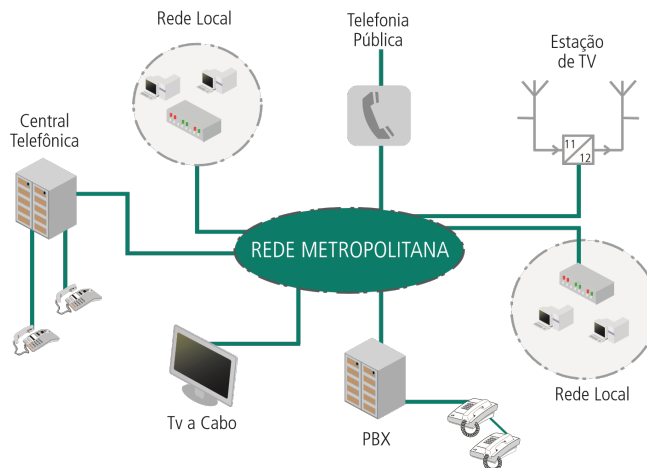 Rede Local
Telefonia
Pública
Estação
de TV
Central
Telefônica
11
12
REDE METROPOLITANA
Tv a Cabo
PBX
Rede Local